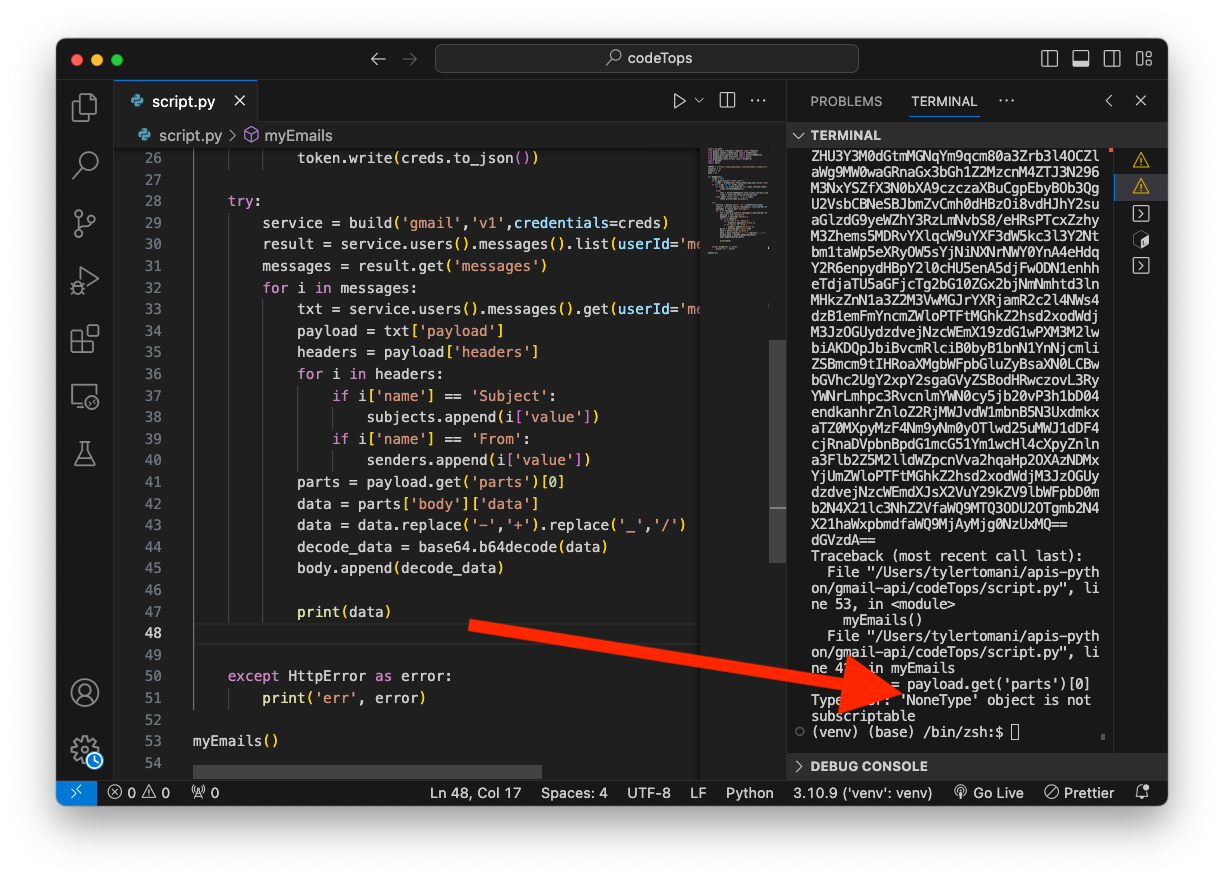 codeTops
script.py
script.py > myEmails
26 token.write(creds.to_json())
27
28 try:
29 service = build('gmail','v1',credentials=creds)
30 result = service.users().messages().list(userId='me
31 messages = result.get('messages')
32 for i in messages:
33 txt = service.users().messages().get(userId='me
34 payload = txt['payload']
35 headers = payload['headers']
36 for i in headers:
37 if i['name'] == 'Subject':
38 subjects.append(i['value'])
39 if i['name'] == 'From':
40 senders.append(i['value'])
41 parts = payload.get('parts')[0]
42 data = parts['body']['data']
43 data = data.replace('-','+').replace('_','/')
44 decode_data = base64.b64decode(data)
45 body.append(decode_data)
46
47 print(data)
48
49
50 except HttpError as error:
51 print('err', error)
52
53 myEmails()
54
PROBLEMS TERMINAL
TERMINAL
ZHU3Y3M0dGtmMGNqYm9qcm80a3Zrb3l4OCZl
aWg9MW0waGRnaGx3bGh1Z2MzcnM4ZTJ3N296
M3NxYSZfX3N0bXA9czczaXBuCgpEbyBOb3Qg
U2VsbCBNeSBJbmZvCmh0dHBzOi8vdHJhY2su
aGlzdG9yeWZhY3RzLmNvbS8/eHRsPTcxZzhy
M3Zhems5MDRvYXlqcW9uYXF3dW5kc3l3Y2Nt
bm1taWp5eXRyOW5sYjNiNXNrNWY0YnA4eHdq
Y2R6enpydHBpY2l0cHU5enA5djFwODN1enhh
eTdjaTU5aGFjcTg2bG10ZGx2bjNmNmhtd3ln
MHkzZnN1a3Z2M3VwMGJrYXRjamR2c2l4NWs4
dzB1emFmYncmZWloPTFtMGhkZ2hsd2xodWdj
M3JzOGUydzdvejNzcWEmX19zdG1wPXM3M2lw
biAKDQpJbiBvcmRlciB0byB1bnN1YnNjcmli
ZSBmcm9tIHRoaXMgbWFpbGluZyBsaXN0LCBw
bGVhc2UgY2xpY2sgaGVyZSBodHRwczovL3Ry
YWNrLmhpc3RvcnlmYWN0cy5jb20vP3h1bD04
endkanhrZnloZ2RjMWJvdW1mbnB5N3Uxdmkx
aTZ0MXpyMzF4Nm9yNm0yOTlwd25uMWJ1dDF4
cjRnaDVpbnBpdG1mcG51Ym1wcHl4cXpyZnln
a3Flb2Z5M2lldWZpcnVva2hqaHp2OXAzNDMx
YjUmZWloPTFtMGhkZ2hsd2xodWdjM3JzOGUy
dzdvejNzcWEmdXJsX2VuY29kZV9lbWFpbD0m
b2N4X21lc3NhZ2VfaWQ9MTQ3ODU2OTgmb2N4
X21haWxpbmdfaWQ9MjAyMjg0NzUxMQ==
dGVzdA==
Traceback (most recent call last):
File "/Users/tylertomani/apis-pyth
on/gmail-api/codeTops/script.py", li
ne 53, in <module>
myEmails()
File "/Users/tylertomani/apis-pyth
on/gmail-api/codeTops/script.py", li
ne in myEmails
= payload.get('parts')[0]
'NoneType' object is not
subscriptable
(venv) (base) /bin/zsh:$
DEBUG CONSOLE
0 0 0 Ln 48, Col 17 Spaces: 4 UTF-8 LF Python 3.10.9 ('venv': venv) Go Live Prettier